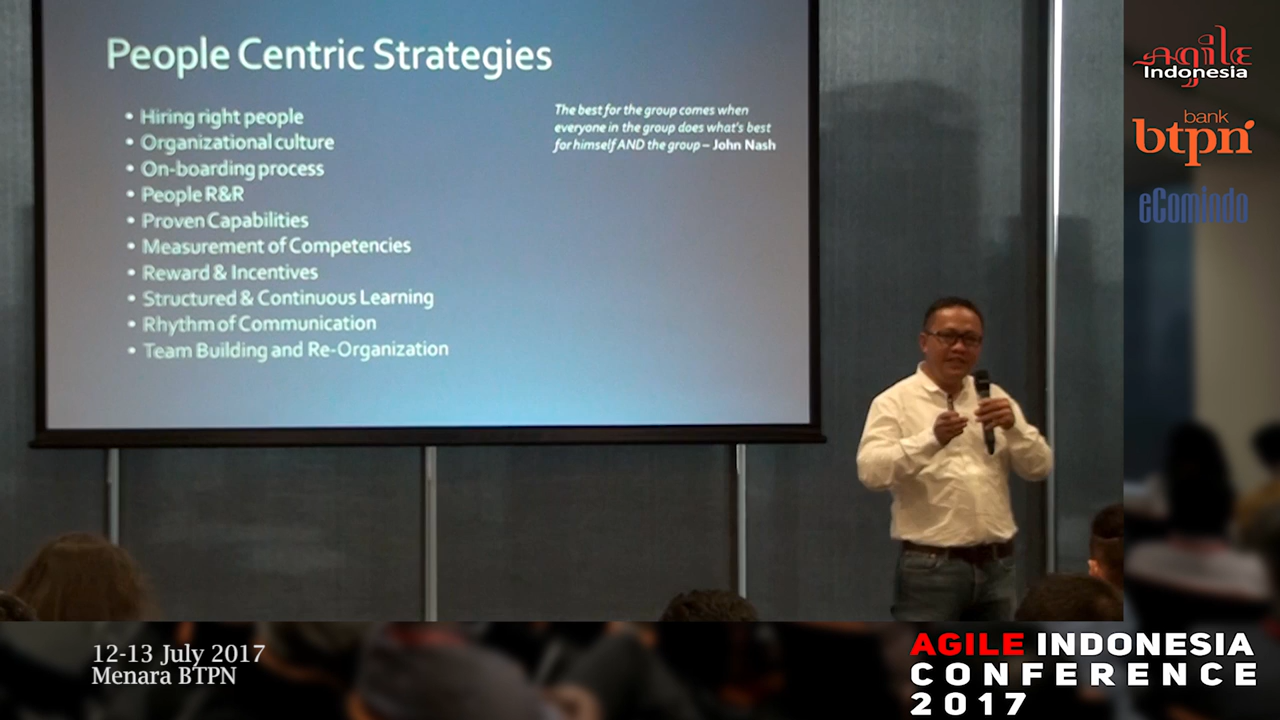 People Centric Strategies
• Hiring right people
• Organizational culture
• On-boarding process
• People R&R
• Proven Capabilities
• Measurement of Competencies
• Reward & Incentives
• Structured & Continuous Learning
• Rhythm of Communication
• Team Building and Re-Organization
The best for the group comes when
everyone in the group does what's best
for himself AND the group – John Nash
agile
Indonesia
bank
btpn
eComindo
12-13 July 2017
Menara BTPN
AGILE INDONESIA
CONFERENCE
2017